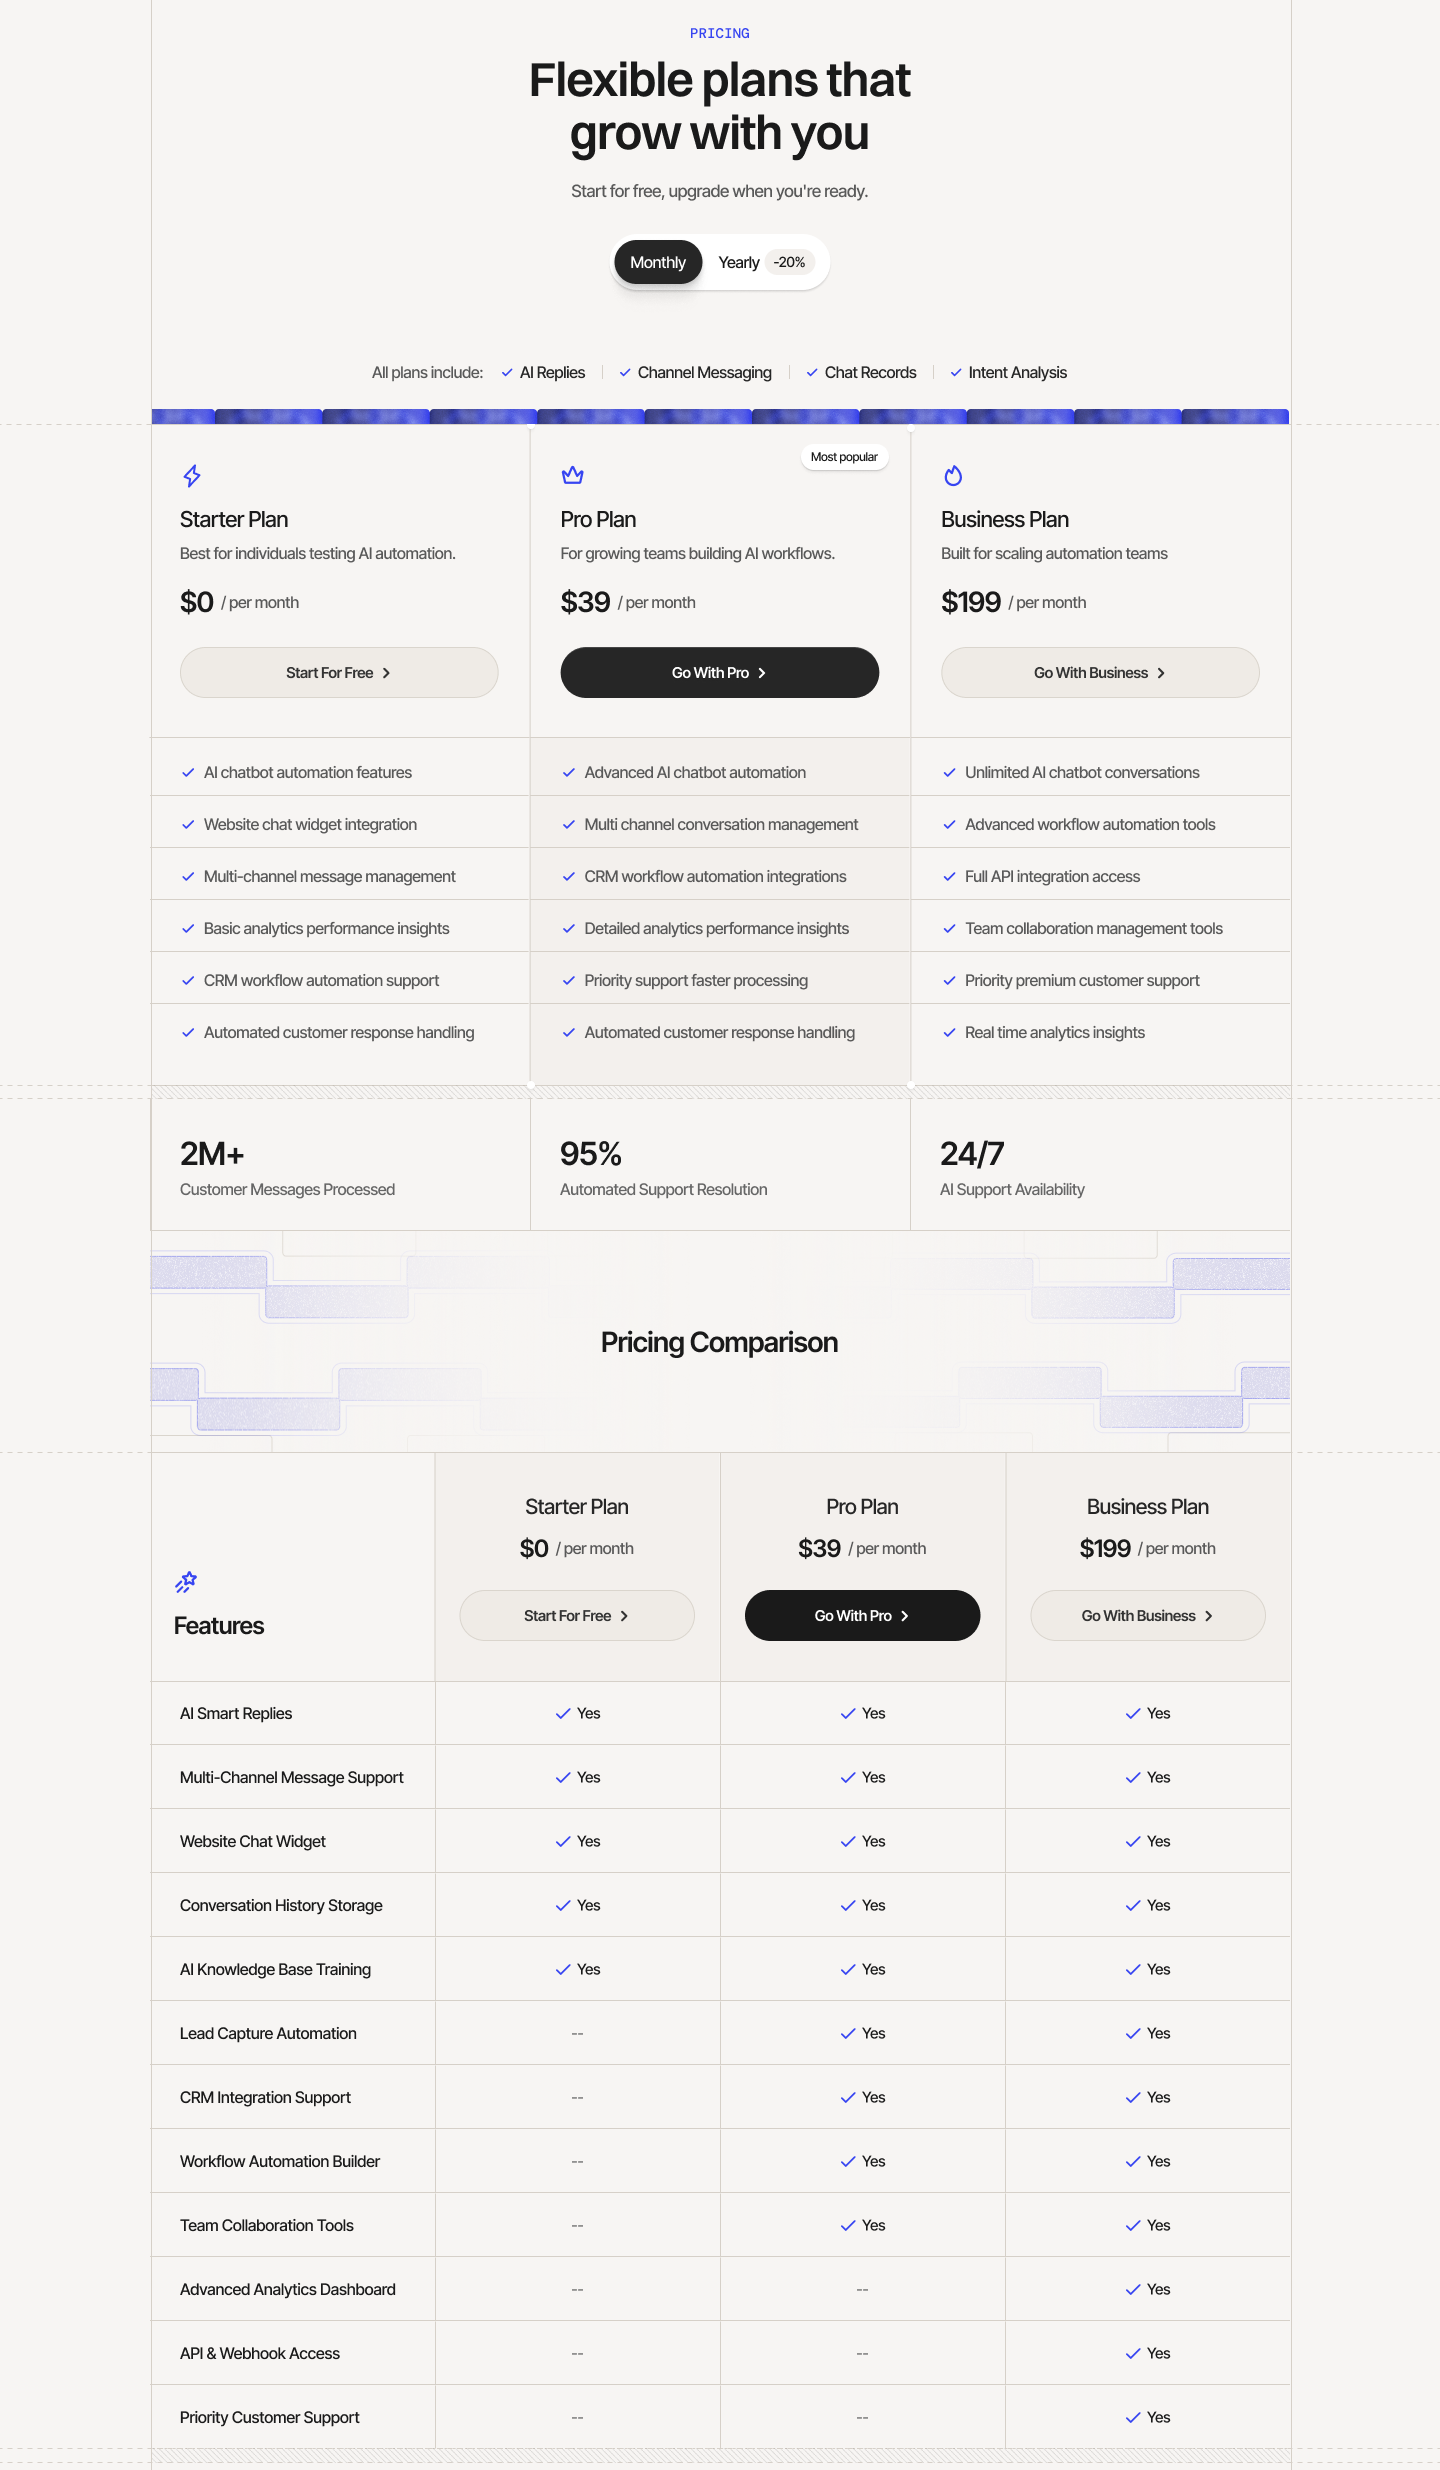 PRICING
Flexible plans that
grow with you
Start for free, upgrade when you're ready.
Monthly Yearly -20%
All plans include: AI Replies Channel Messaging Chat Records Intent Analysis
Most popular
Starter Plan
Best for individuals testing AI automation.
$0 / per month
Start For Free
Pro Plan
For growing teams building AI workflows.
$39 / per month
Go With Pro
Business Plan
Built for scaling automation teams
$199 / per month
Go With Business
AI chatbot automation features
Website chat widget integration
Multi-channel message management
Basic analytics performance insights
CRM workflow automation support
Automated customer response handling
Advanced AI chatbot automation
Multi channel conversation management
CRM workflow automation integrations
Detailed analytics performance insights
Priority support faster processing
Automated customer response handling
Unlimited AI chatbot conversations
Advanced workflow automation tools
Full API integration access
Team collaboration management tools
Priority premium customer support
Real time analytics insights
2M+
Customer Messages Processed
95%
Automated Support Resolution
24/7
AI Support Availability
Pricing Comparison
Features
Starter Plan
$0 / per month
Start For Free
Pro Plan
$39 / per month
Go With Pro
Business Plan
$199 / per month
Go With Business
AI Smart Replies Yes Yes Yes
Multi-Channel Message Support Yes Yes Yes
Website Chat Widget Yes Yes Yes
Conversation History Storage Yes Yes Yes
AI Knowledge Base Training Yes Yes Yes
Lead Capture Automation -- Yes Yes
CRM Integration Support -- Yes Yes
Workflow Automation Builder -- Yes Yes
Team Collaboration Tools -- Yes Yes
Advanced Analytics Dashboard -- -- Yes
API & Webhook Access -- -- Yes
Priority Customer Support -- -- Yes